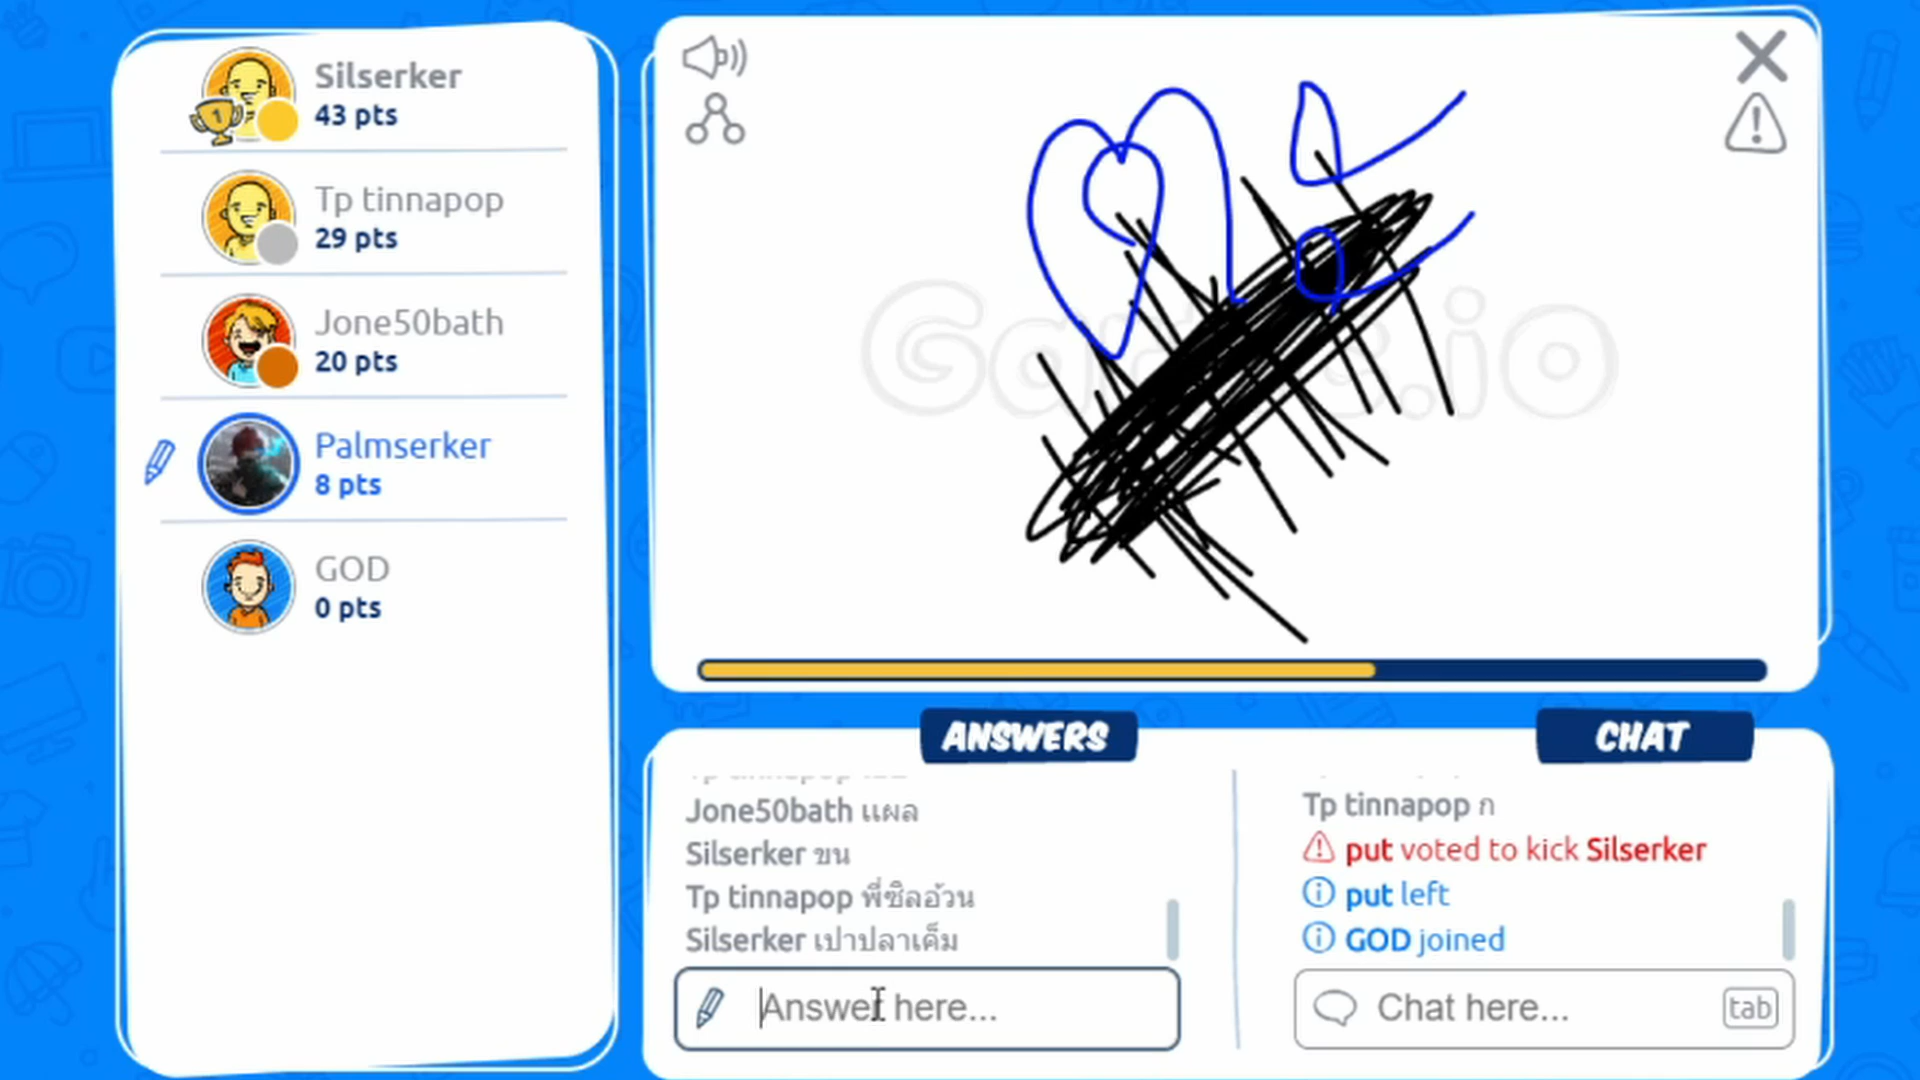 Silserker
43 pts
Tp tinnapop
29 pts
Jone50bath
20 pts
Palmserker
8 pts
GOD
0 pts
ANSWERS
Jone50bath แผล
Silserker ขน
Tp tinnapop พี่ซิลอ้วน
Silserker เปาปลาเค็ม
Answer here...
CHAT
Tp tinnapop ก
put voted to kick Silserker
put left
GOD joined
Chat here...
tab